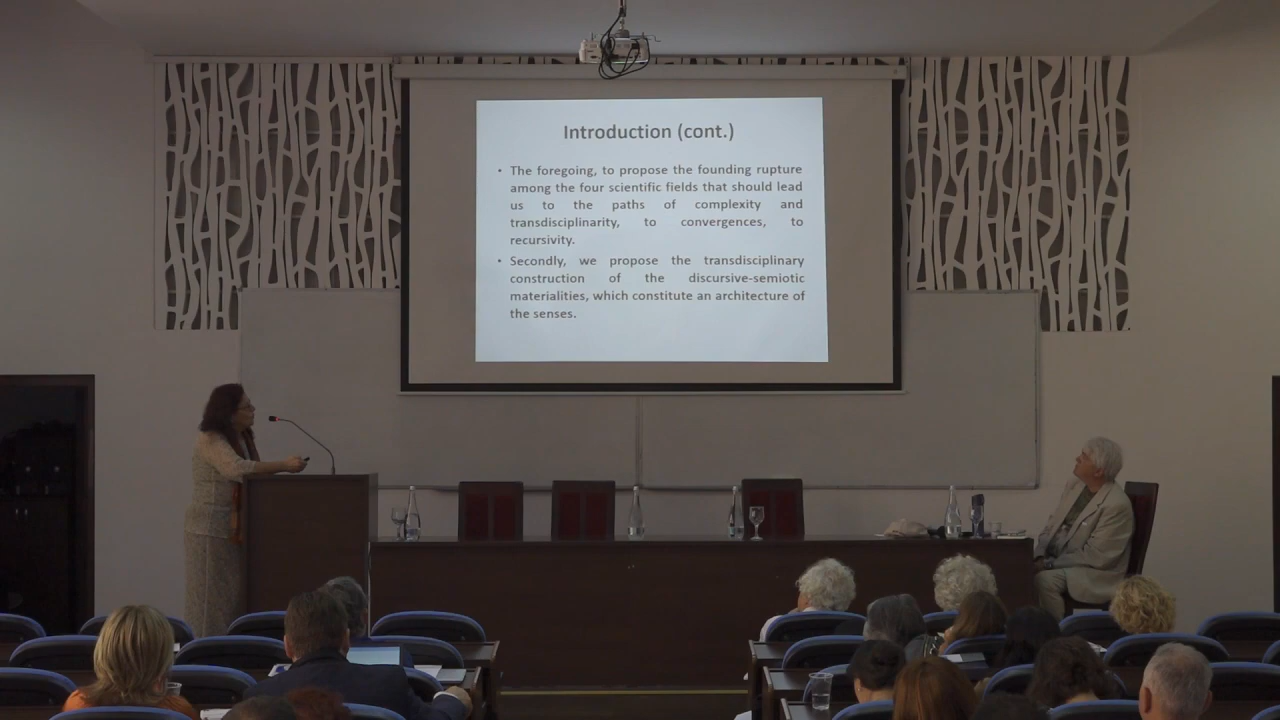 Introduction (cont.)
• The foregoing, to propose the founding rupture
among the four scientific fields that should lead
us to the paths of complexity and
transdisciplinarity, to convergences, to
recursivity.
• Secondly, we propose the transdisciplinary
construction of the discursive-semiotic
materialities, which constitute an architecture of
the senses.